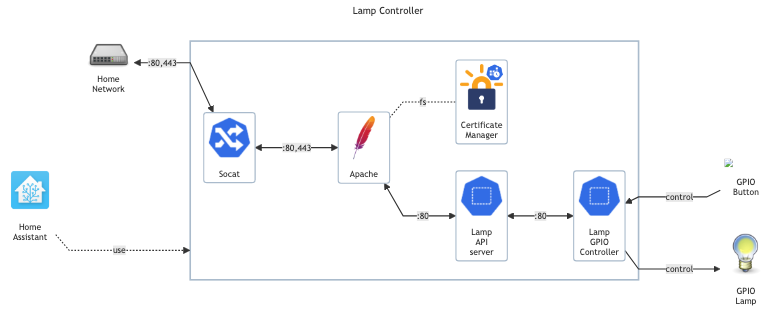 Lamp Controller
:80,443
Home
Network
fs
Certificate
Manager
:80,443
Socat
Apache
GPIO
Button
control
Home
Assistant
:80
:80
Lamp
API
server
Lamp
GPIO
Controller
use
control
GPIO
Lamp